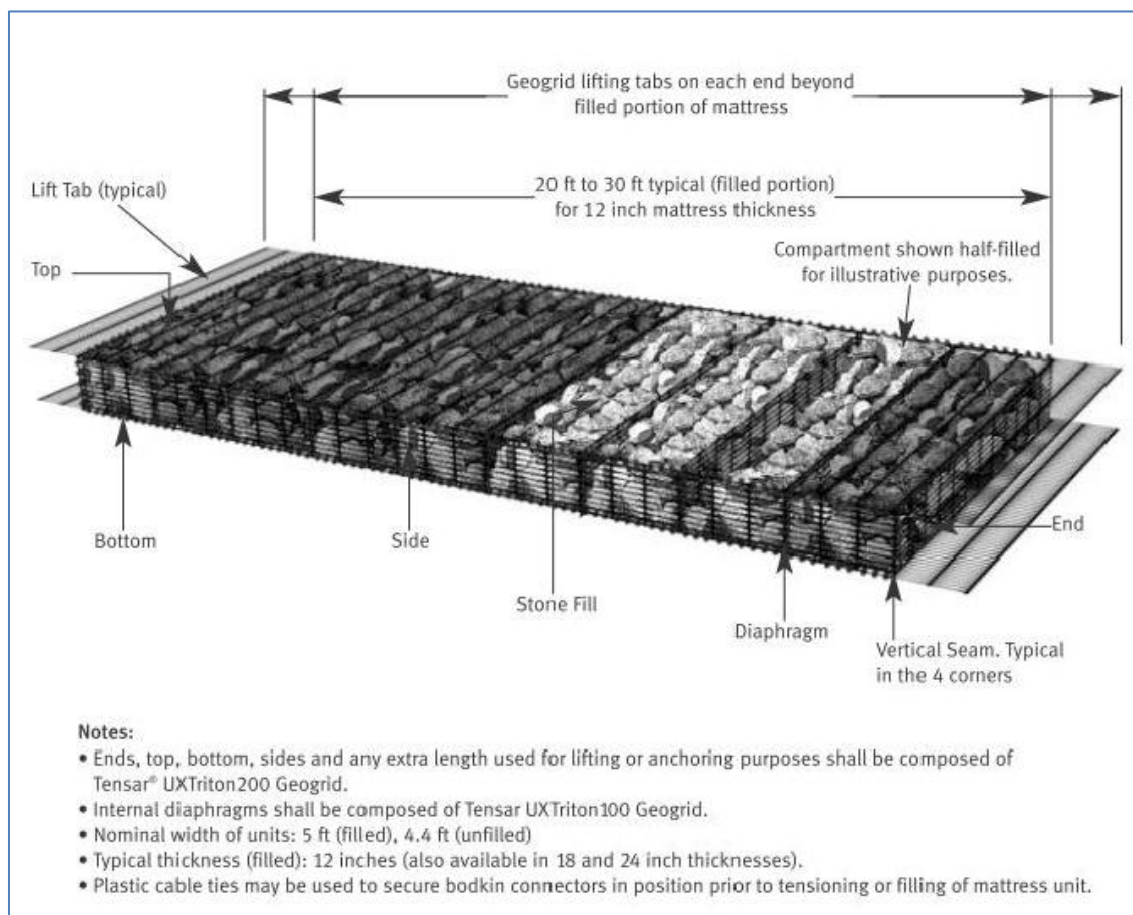 Geogrid lifting tabs on each end beyond
filled portion of mattress
Lift Tab (typical)
20 ft to 30 ft typical (filled portion)
for 12 inch mattress thickness
Top
Compartment shown half-filled
for illustrative purposes.
Bottom
Side
Stone Fill
End
Diaphragm
Vertical Seam. Typical
in the 4 corners
Notes:
• Ends, top, bottom, sides and any extra length used for lifting or anchoring purposes shall be composed of
Tensar® UXTriton200 Geogrid.
• Internal diaphragms shall be composed of Tensar UXTriton100 Geogrid.
• Nominal width of units: 5 ft (filled), 4.4 ft (unfilled)
• Typical thickness (filled): 12 inches (also available in 18 and 24 inch thicknesses).
• Plastic cable ties may be used to secure bodkin connectors in position prior to tensioning or filling of mattress unit.